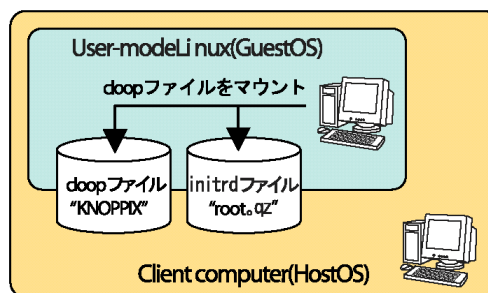 User-modeLi nux(GuestOS)
cloopファイルをマウント
cloopファイル
“KNOPPIX”
initrdファイル
“root。gz”
Client computer(HostOS)